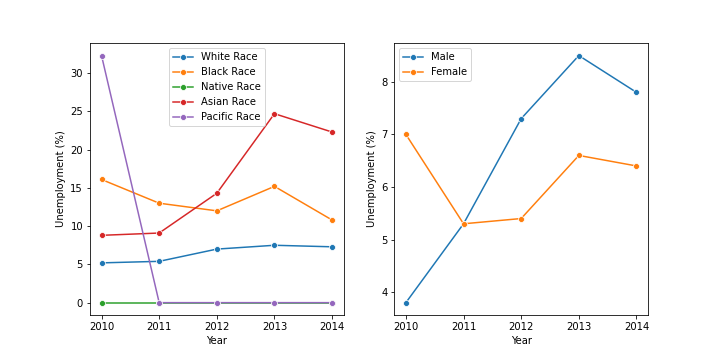 White Race
Black Race
Native Race
Asian Race
Pacific Race
Unemployment (%)
30
25
20
15
10
5
0
2010 2011 2012 2013 2014
Year
Male
Female
Unemployment (%)
8
7
6
5
4
2010 2011 2012 2013 2014
Year